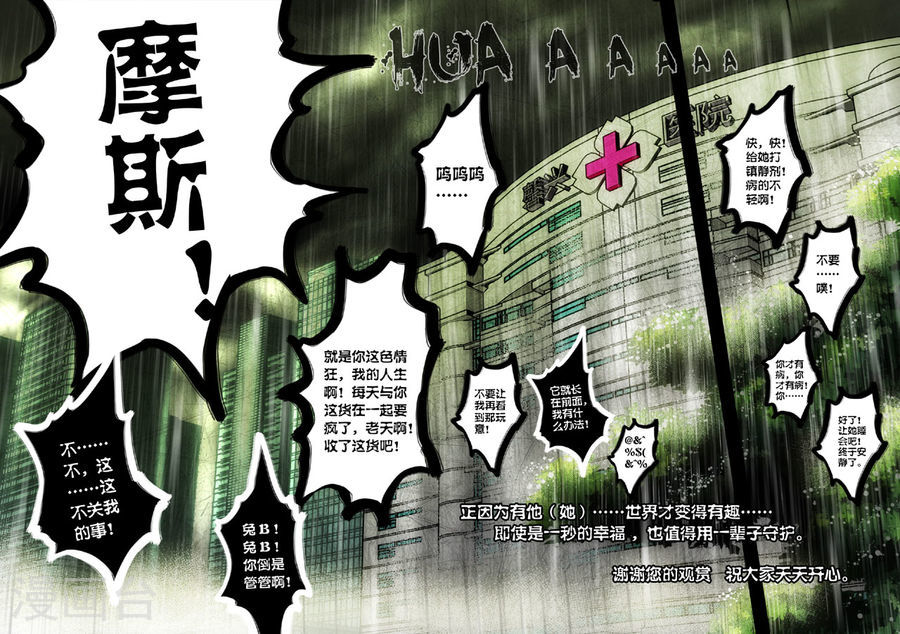 HUA A A A A A
摩
斯！
不……
不，这
……这
不关我
的事！
兔B！
兔B！
你倒是
管管啊！
就是你这色情
狂，我的人生
啊！每天与你
这货在一起要
疯了，老天啊！
收了这货吧！
呜呜呜
……
馨兴
医院
不要让
我再看
到那玩
意！
它就长
在前面，
我有什
么办法！
@&^
%$(
&^%
快，快！
给她打
镇静剂！
病的不
轻啊！
不要
……
噗！
你才有
病，你
才有病！
你……
好了！
让她睡
会吧！
终于安
静了。
正因为有他（她）……世界才变得有趣……
即使是一秒的幸福，也值得用一辈子守护。
谢谢您的观赏 祝大家天天开心。
漫画台